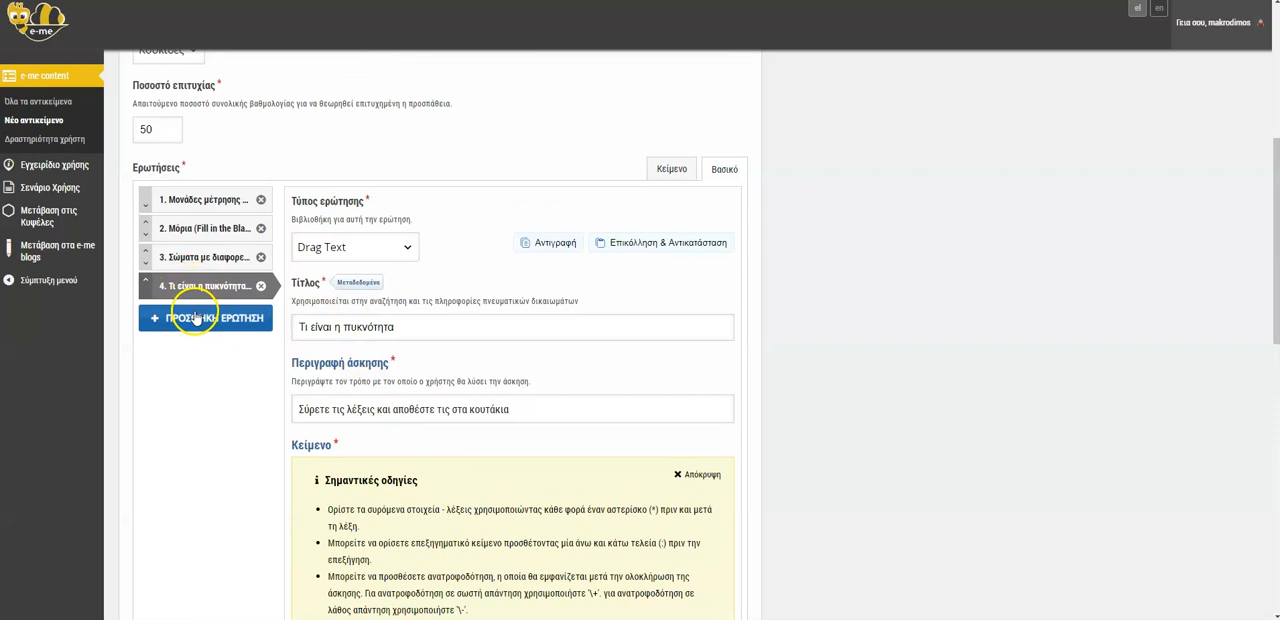 el
en
Γεια σου, makrodimos
e-me
e-me content
Όλα τα αντικείμενα
Νέο αντικείμενο
Δραστηριότητα χρήστη
Εγχειρίδιο χρήσης
Σενάριο Χρήσης
Μετάβαση στις
Κυψέλες
Μετάβαση στα e-me
blogs
Σύμπτυξη μενού
Ποσοστό επιτυχίας *
Απαιτούμενο ποσοστό συνολικής βαθμολογίας για να θεωρηθεί επιτυχημένη η προσπάθεια.
50
Ερωτήσεις *
Κείμενο
Βασικό
1. Μονάδες μέτρησης ...
2. Μόρια (Fill in the Bla...
3. Σώματα με διαφορε...
4. Τι είναι η πυκνότητα...
+ ΠΡΟΣΘΗΚΗ ΕΡΩΤΗΣΗ
Τύπος ερώτησης *
Βιβλιοθήκη για αυτή την ερώτηση.
Drag Text
Αντιγραφή
Επικόλληση & Αντικατάσταση
Τίτλος *
Μεταδεδομένα
Χρησιμοποιείται στην αναζήτηση και τις πληροφορίες πνευματικών δικαιωμάτων
Τι είναι η πυκνότητα
Περιγραφή άσκησης *
Περιγράψτε τον τρόπο με τον οποίο ο χρήστης θα λύσει την άσκηση.
Σύρετε τις λέξεις και αποθέστε τις στα κουτάκια
Κείμενο *
Σημαντικές οδηγίες
Απόκρυψη
Ορίστε τα συρόμενα στοιχεία - λέξεις χρησιμοποιώντας κάθε φορά έναν αστερίσκο (*) πριν και μετά
τη λέξη.
Μπορείτε να ορίσετε επεξηγηματικό κείμενο προσθέτοντας μία άνω και κάτω τελεία (:) πριν την
επεξήγηση.
Μπορείτε να προσθέσετε ανατροφοδότηση, η οποία θα εμφανίζεται μετά την ολοκλήρωση της
άσκησης. Για ανατροφοδότηση σε σωστή απάντηση χρησιμοποιήστε '\+'. για ανατροφοδότηση σε
λάθος απάντηση χρησιμοποιήστε '\-'.